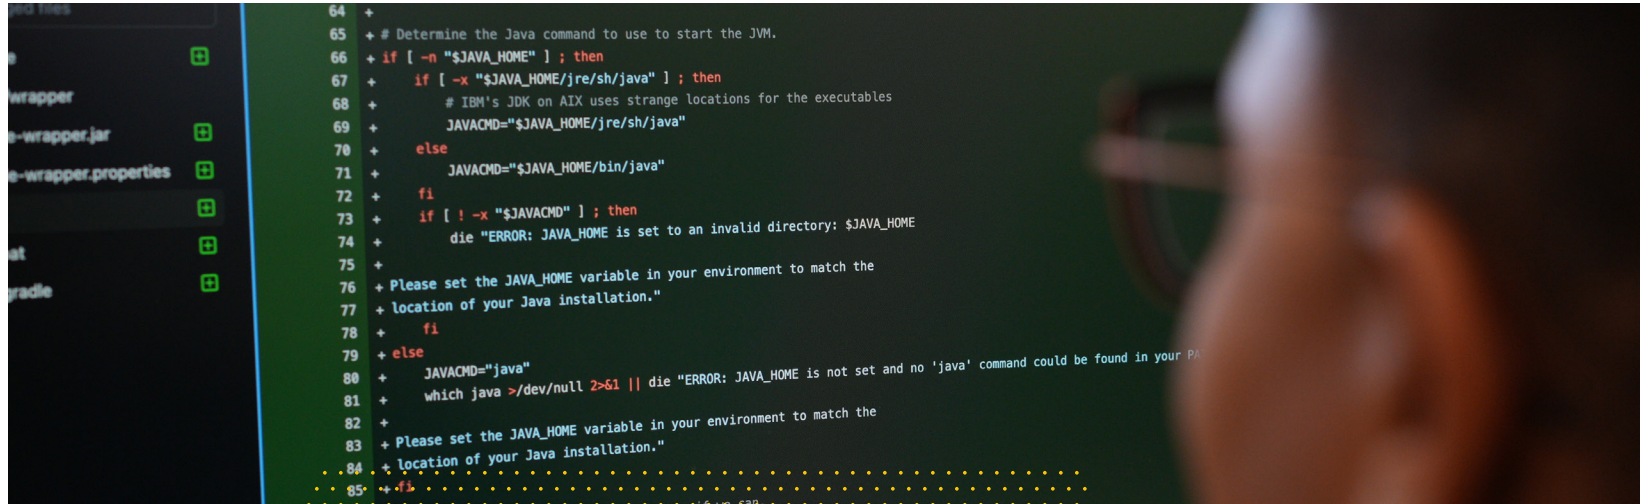 ged files
wrapper
e-wrapper.jar
e-wrapper.properties
at
gradle
64 +
65 + # Determine the Java command to use to start the JVM.
66 + if [ -n "$JAVA_HOME" ] ; then
67 + if [ -x "$JAVA_HOME/jre/sh/java" ] ; then
68 + # IBM's JDK on AIX uses strange locations for the executables
69 + JAVACMD="$JAVA_HOME/jre/sh/java"
70 + else
71 + JAVACMD="$JAVA_HOME/bin/java"
72 + fi
73 + if [ ! -x "$JAVACMD" ] ; then
74 + die "ERROR: JAVA_HOME is set to an invalid directory: $JAVA_HOME
75 +
76 + Please set the JAVA_HOME variable in your environment to match the
77 + location of your Java installation."
78 + fi
79 + else
80 + JAVACMD="java"
81 + which java >/dev/null 2>&1 || die "ERROR: JAVA_HOME is not set and no 'java' command could be found in your PA
82 +
83 + Please set the JAVA_HOME variable in your environment to match the
84 + location of your Java installation."
85 + fi